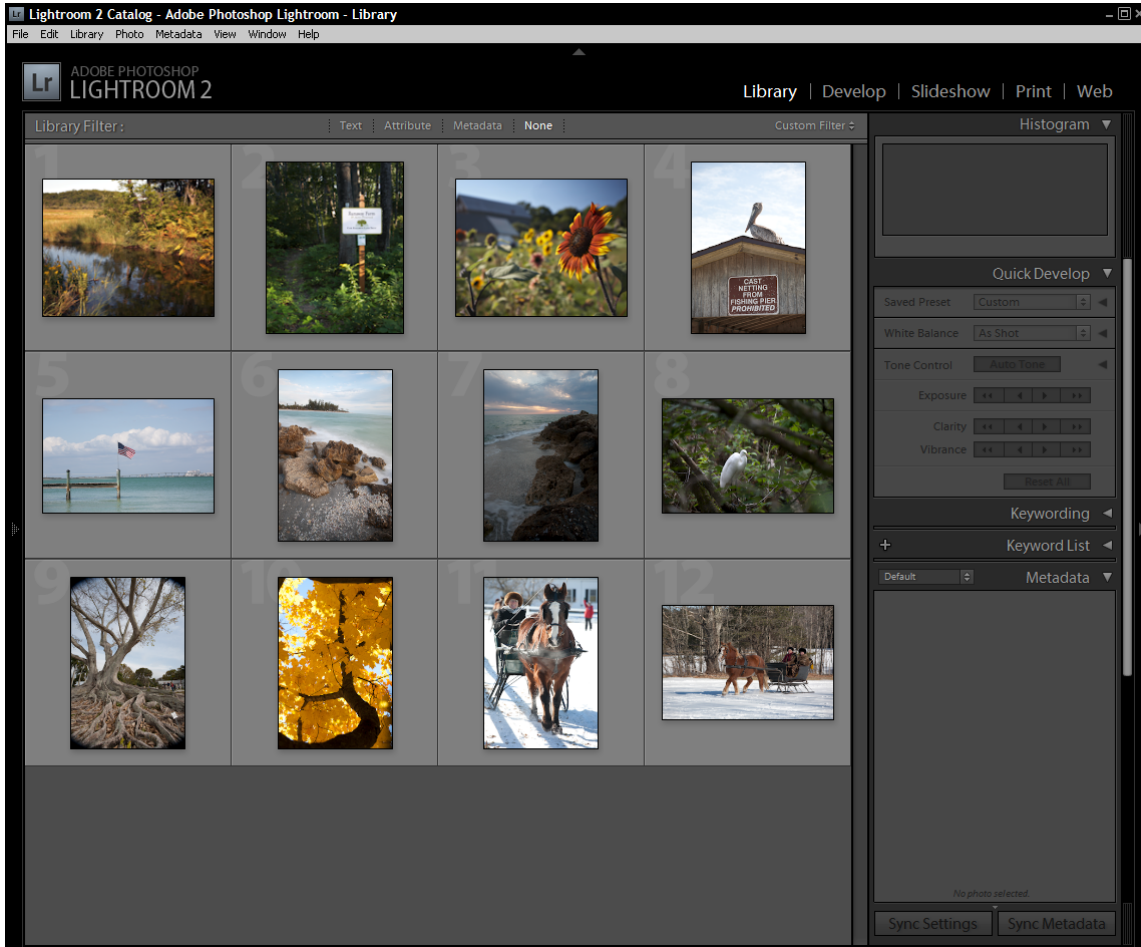 Lightroom 2 Catalog - Adobe Photoshop Lightroom - Library
File Edit Library Photo Metadata View Window Help
Lr ADOBE PHOTOSHOP
LIGHTROOM 2
Library | Develop | Slideshow | Print | Web
Library Filter : Text Attribute Metadata None Custom Filter
Histogram
1 2 3 4
CAST
NETTING
FROM
FISHING PIER
PROHIBITED
Quick Develop
Saved Preset Custom
White Balance As Shot
Tone Control Auto Tone
Exposure
Clarity
Vibrance
Reset All
5 6 7 8
Keywording
Keyword List
Default Metadata
9 10 11 12
No photo selected.
Sync Settings Sync Metadata